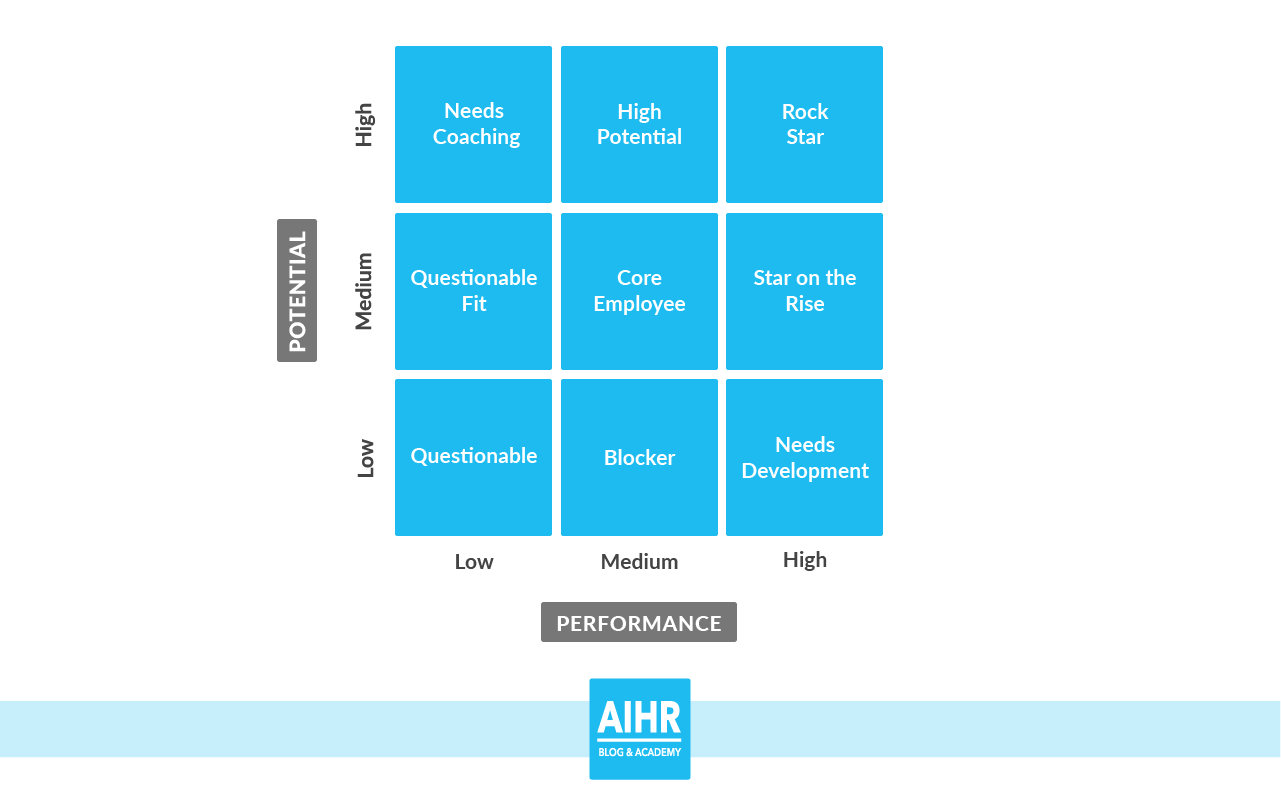 High
Needs
Coaching
High
Potential
Rock
Star
POTENTIAL
Medium
Questionable
Fit
Core
Employee
Star on the
Rise
Low
Questionable
Blocker
Needs
Development
Low
Medium
High
PERFORMANCE
AIHR
BLOG & ACADEMY